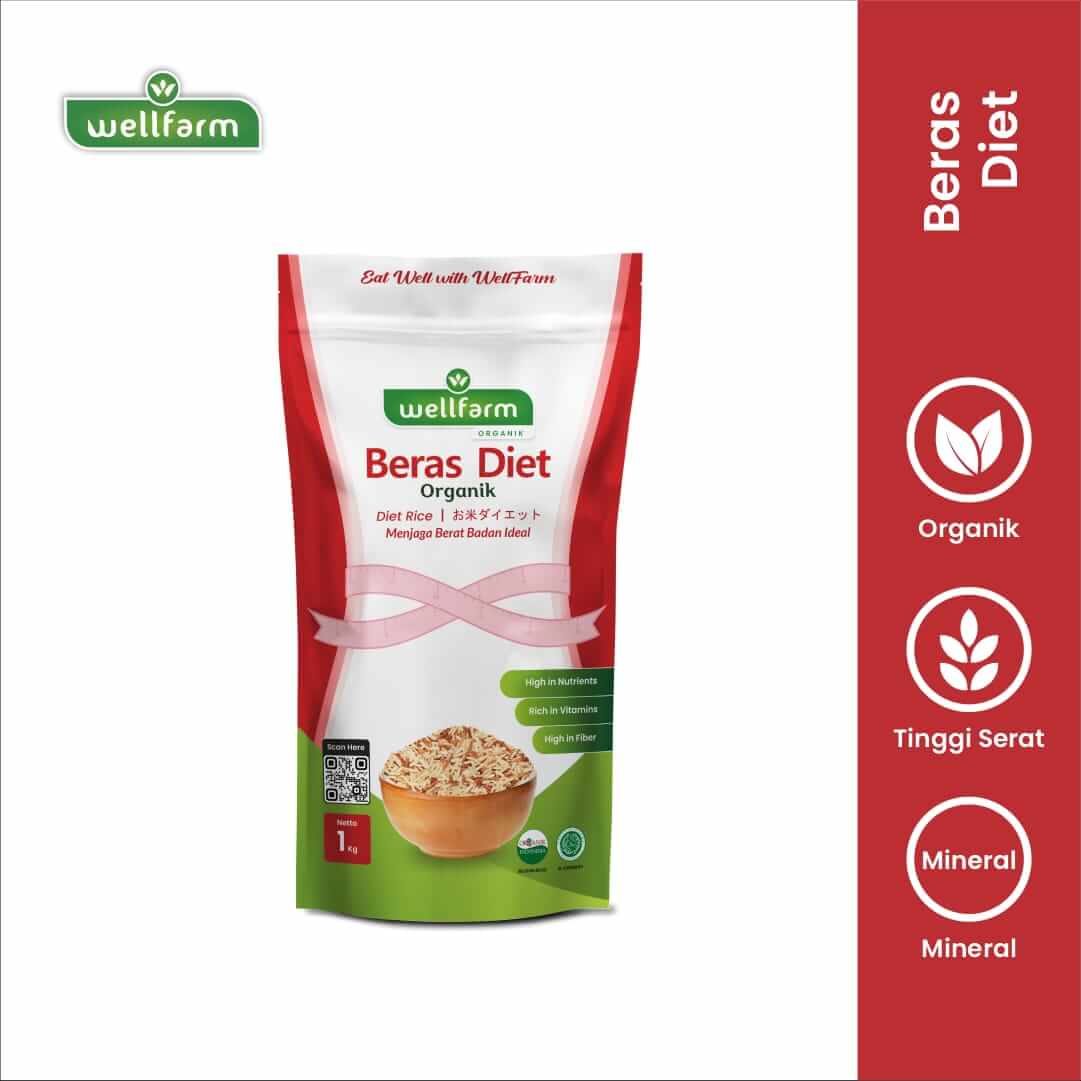 wellfarm
Eat Well with WellFarm
wellfarm
ORGANIK
Beras Diet
Organik
Diet Rice | お米ダイエット
Menjaga Berat Badan Ideal
High in Nutrients
Rich in Vitamins
High in Fiber
Scan Here
Netto
1 Kg
ORGANIK
INDONESIA
Beras
Diet
Organik
Tinggi Serat
Mineral
Mineral